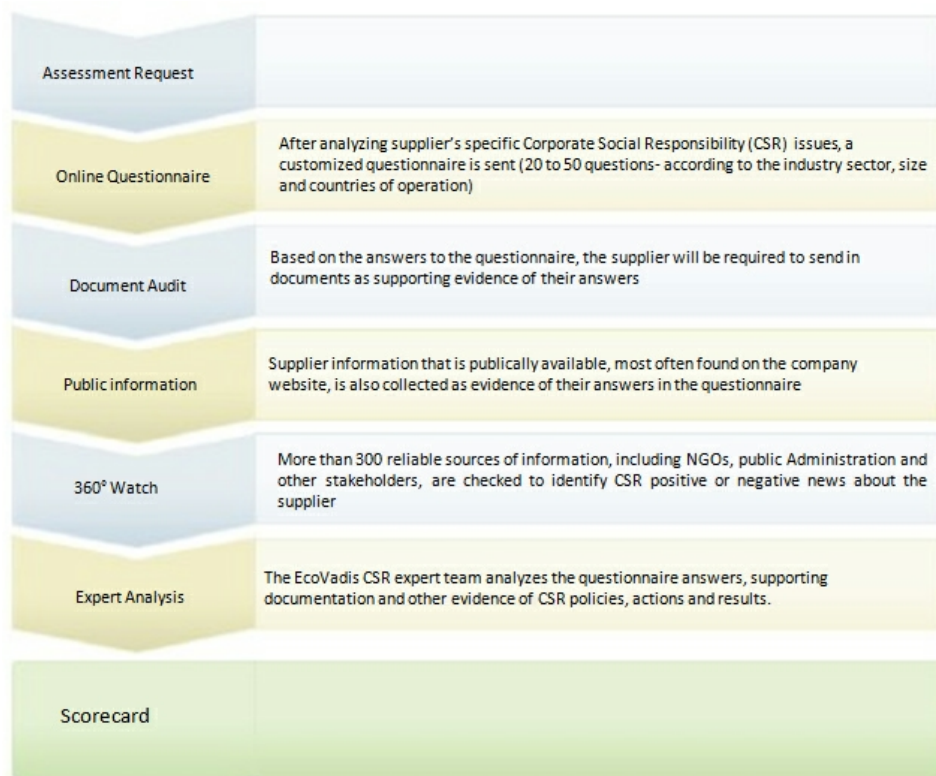 Assessment Request
Online Questionnaire
After analyzing supplier's specific Corporate Social Responsibility (CSR) issues, a
customized questionnaire is sent (20 to 50 questions- according to the industry sector, size
and countries of operation)
Document Audit
Based on the answers to the questionnaire, the supplier will be required to send in
documents as supporting evidence of their answers
Public information
Supplier information that is publically available, most often found on the company
website, is also collected as evidence of their answers in the questionnaire
360° Watch
More than 300 reliable sources of information, including NGOs, public Administration and
other stakeholders, are checked to identify CSR positive or negative news about the
supplier
Expert Analysis
The EcoVadis CSR expert team analyzes the questionnaire answers, supporting
documentation and other evidence of CSR policies, actions and results.
Scorecard